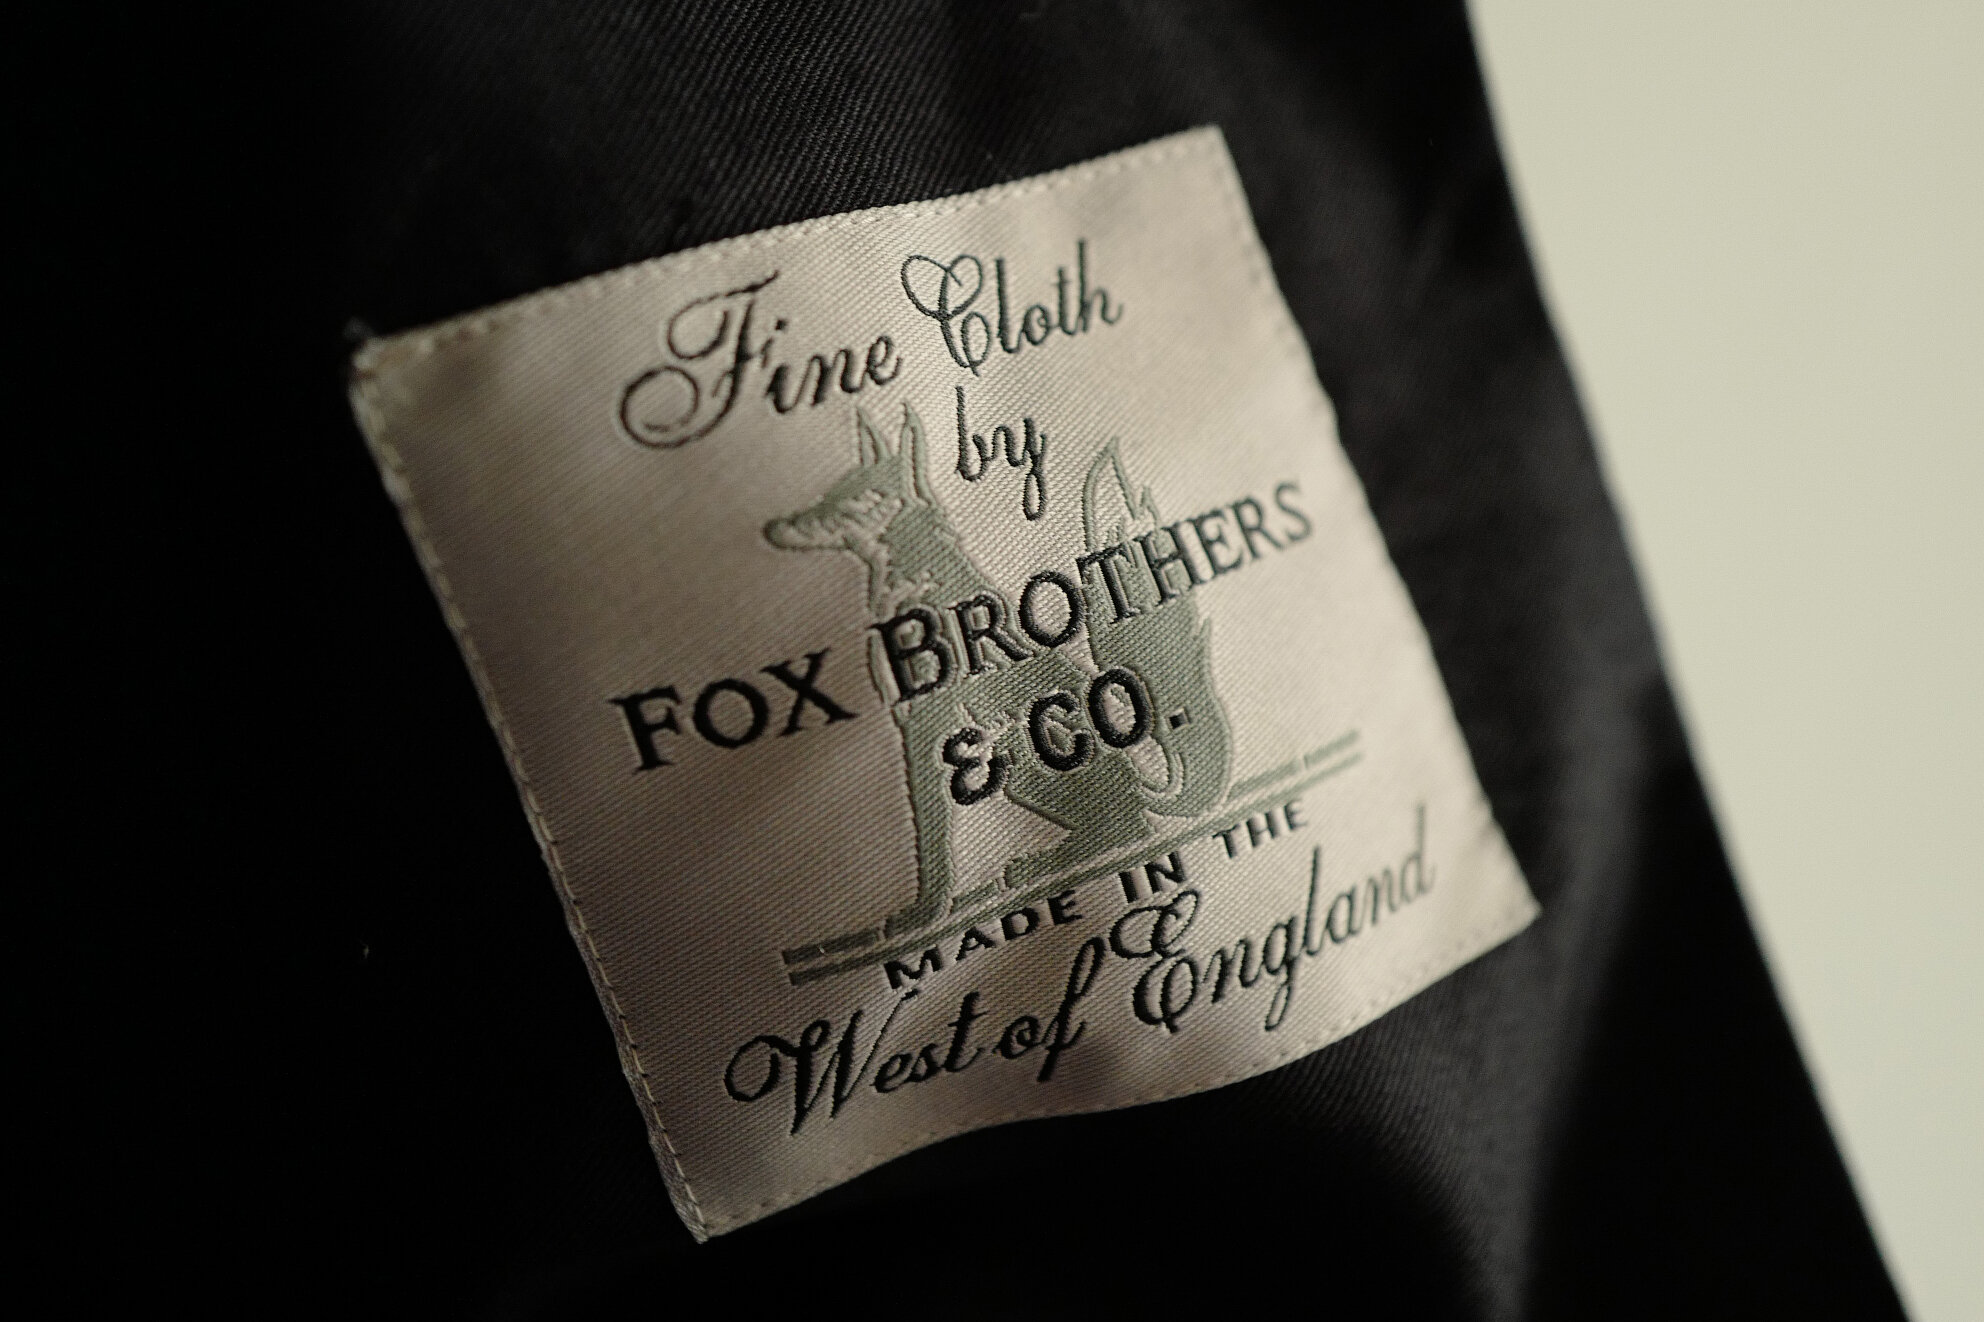 Fine Cloth
by
FOX BROTHERS
& CO.
MADE IN THE
West of England